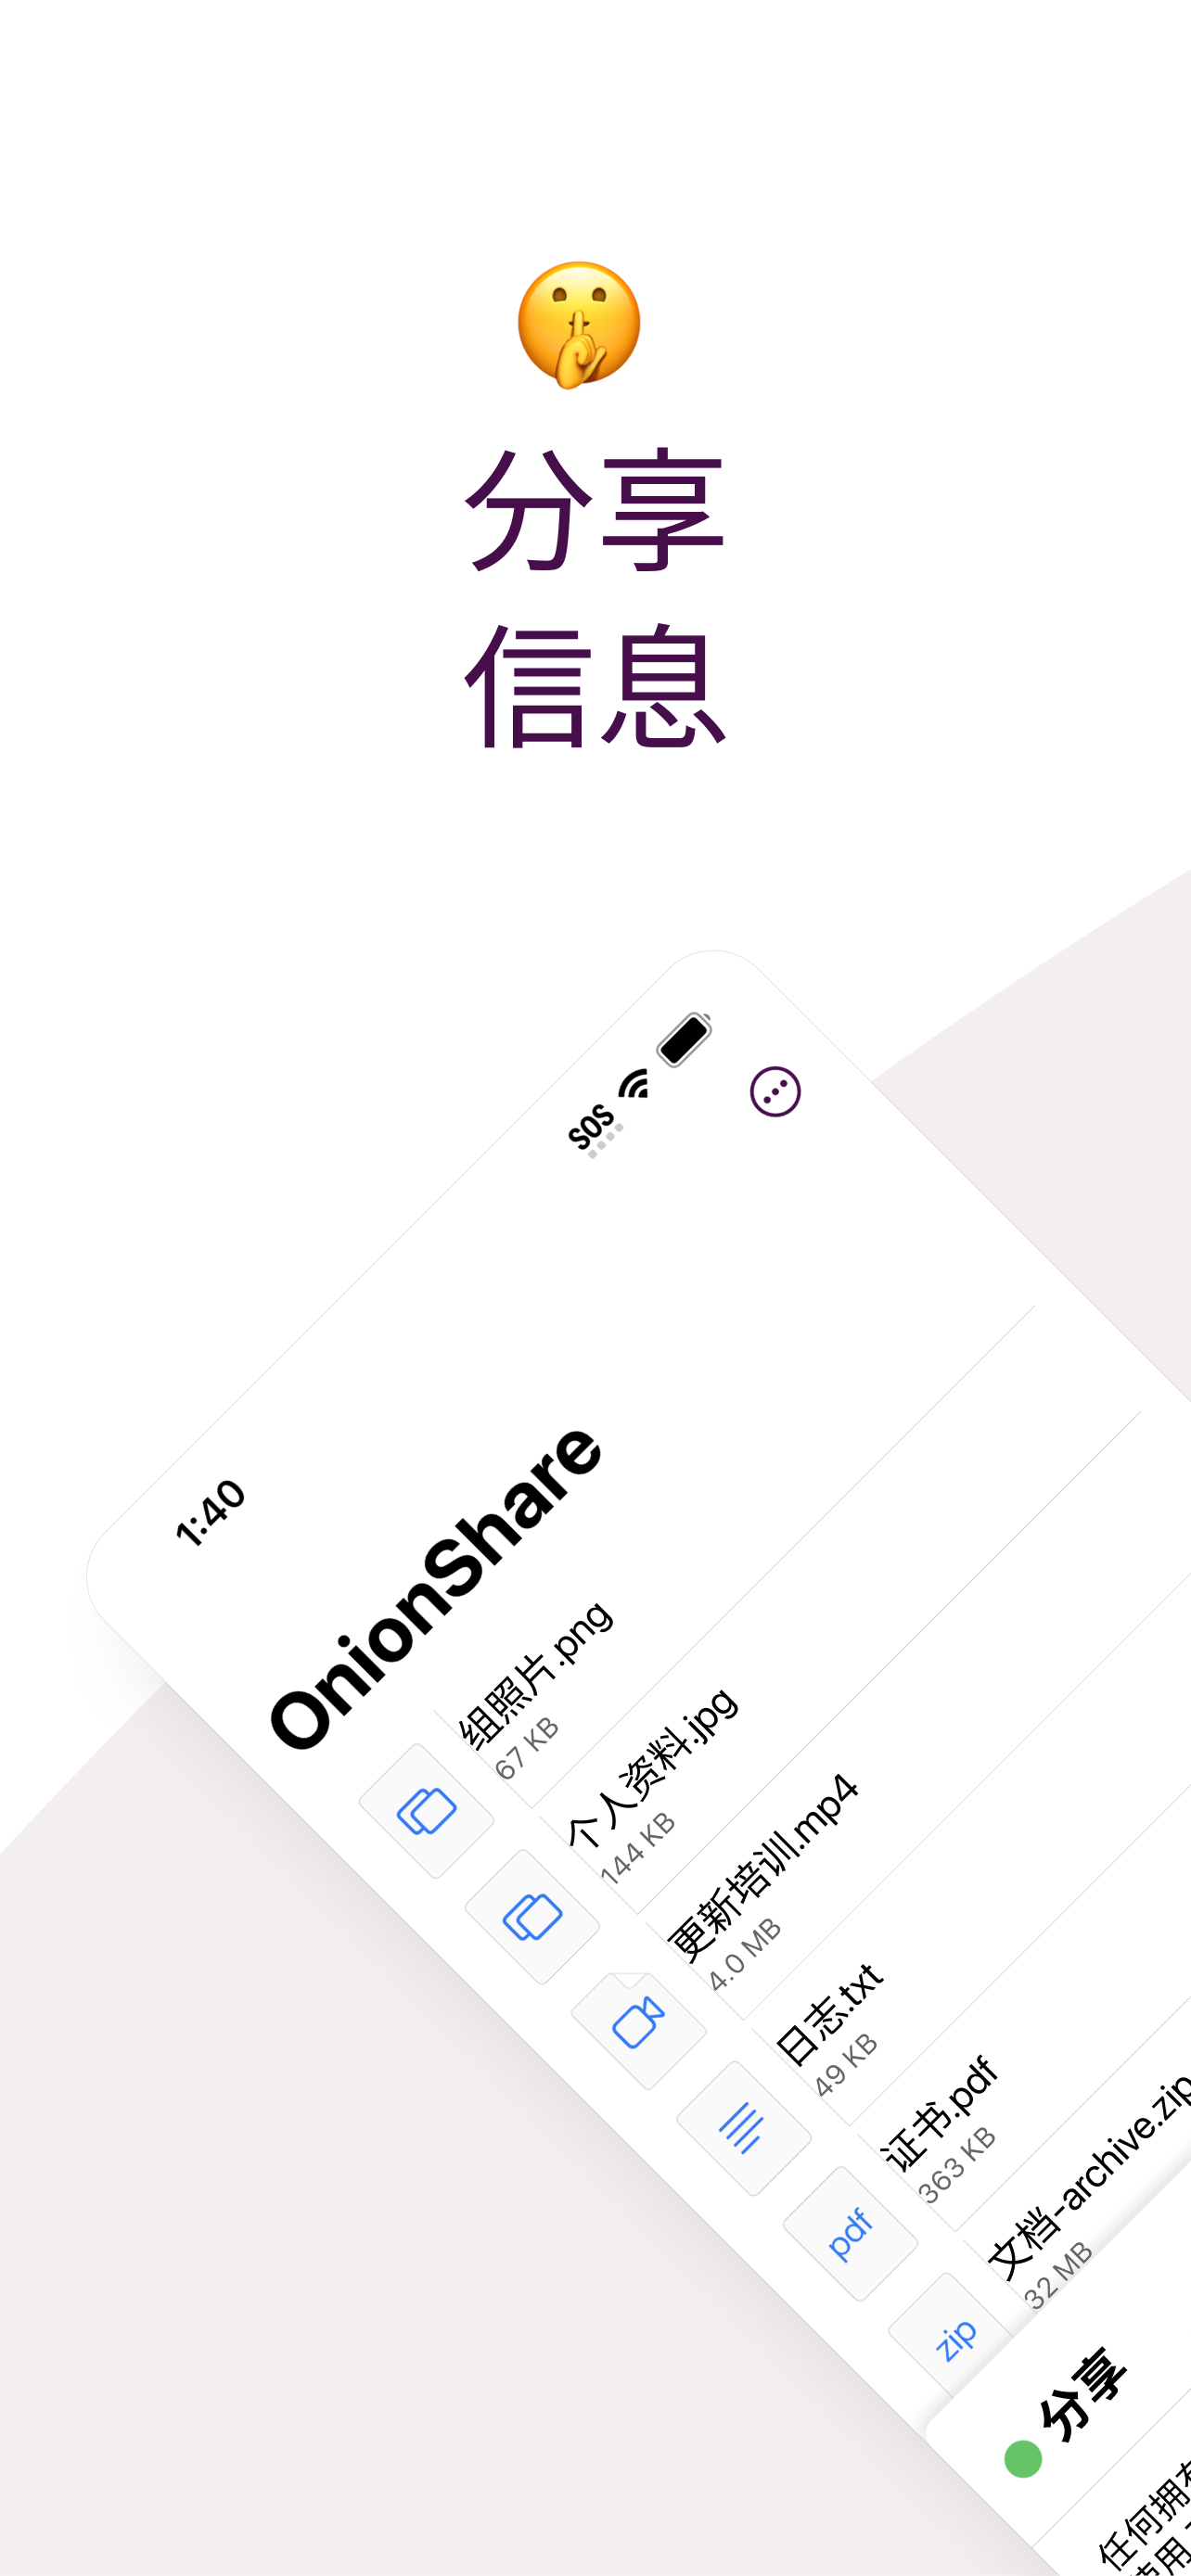 分享
信息
1:40
SOS
OnionShare
组照片.png
67 KB
个人资料.jpg
144 KB
更新培训.mp4
4.0 MB
日志.txt
49 KB
pdf
证书.pdf
363 KB
zip
文档-archive.zip
32 MB
分享
任何拥有